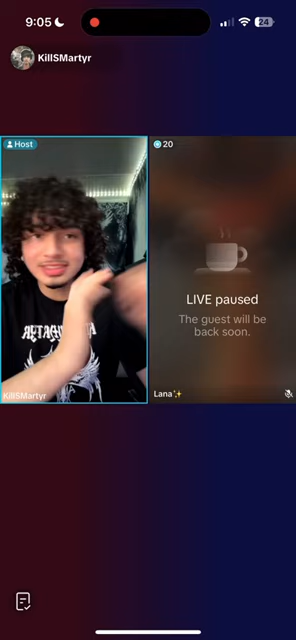 9:05
24
KillSMartyr
Host
20
LIVE paused
The guest will be
back soon.
KillSMartyr
Lana✨